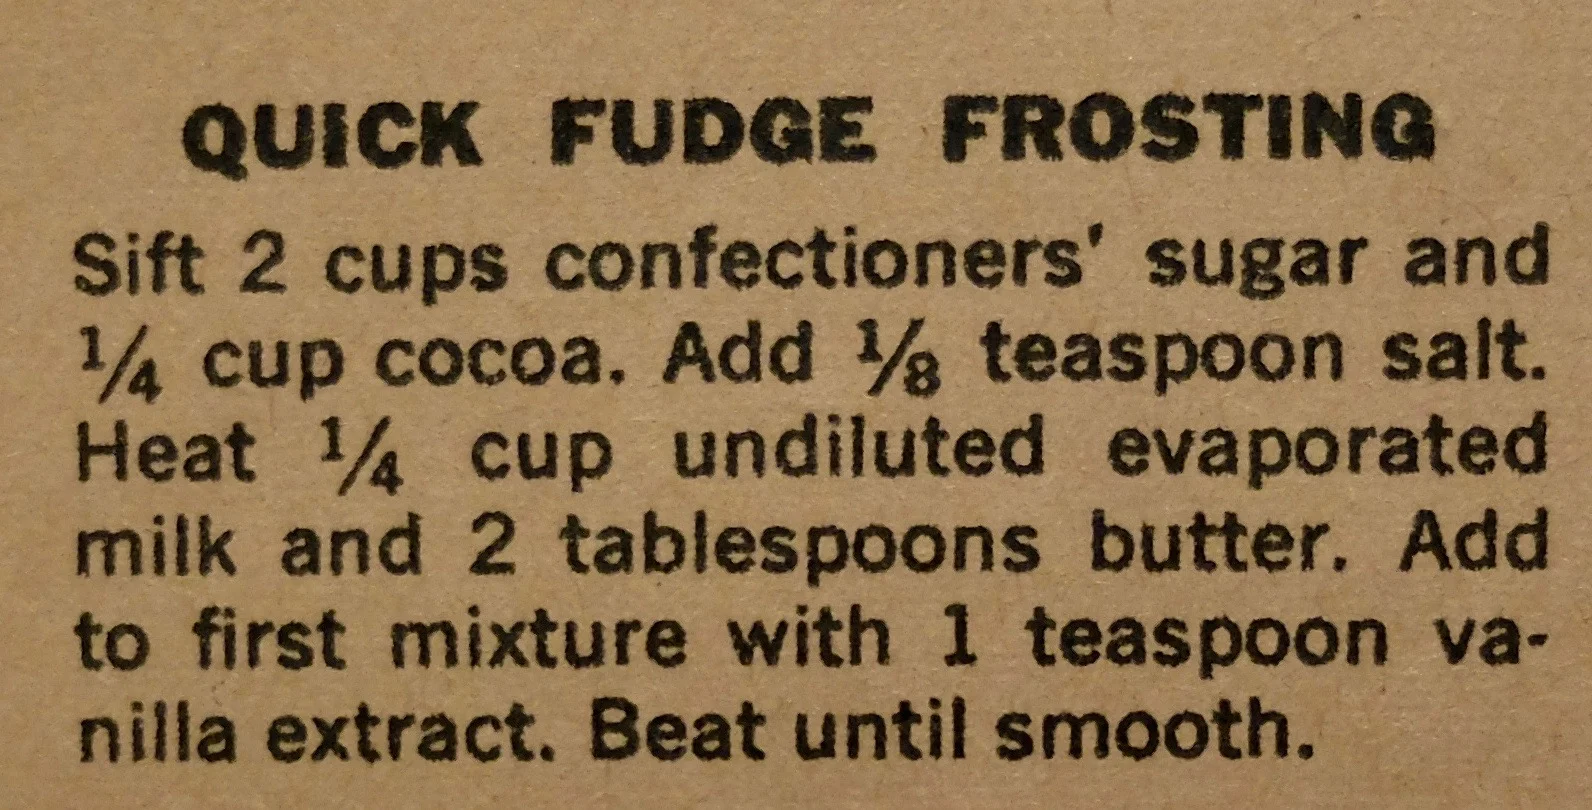 QUICK FUDGE FROSTING
Sift 2 cups confectioners' sugar and
¼ cup cocoa. Add ⅛ teaspoon salt.
Heat ¼ cup undiluted evaporated
milk and 2 tablespoons butter. Add
to first mixture with 1 teaspoon va-
nilla extract. Beat until smooth.